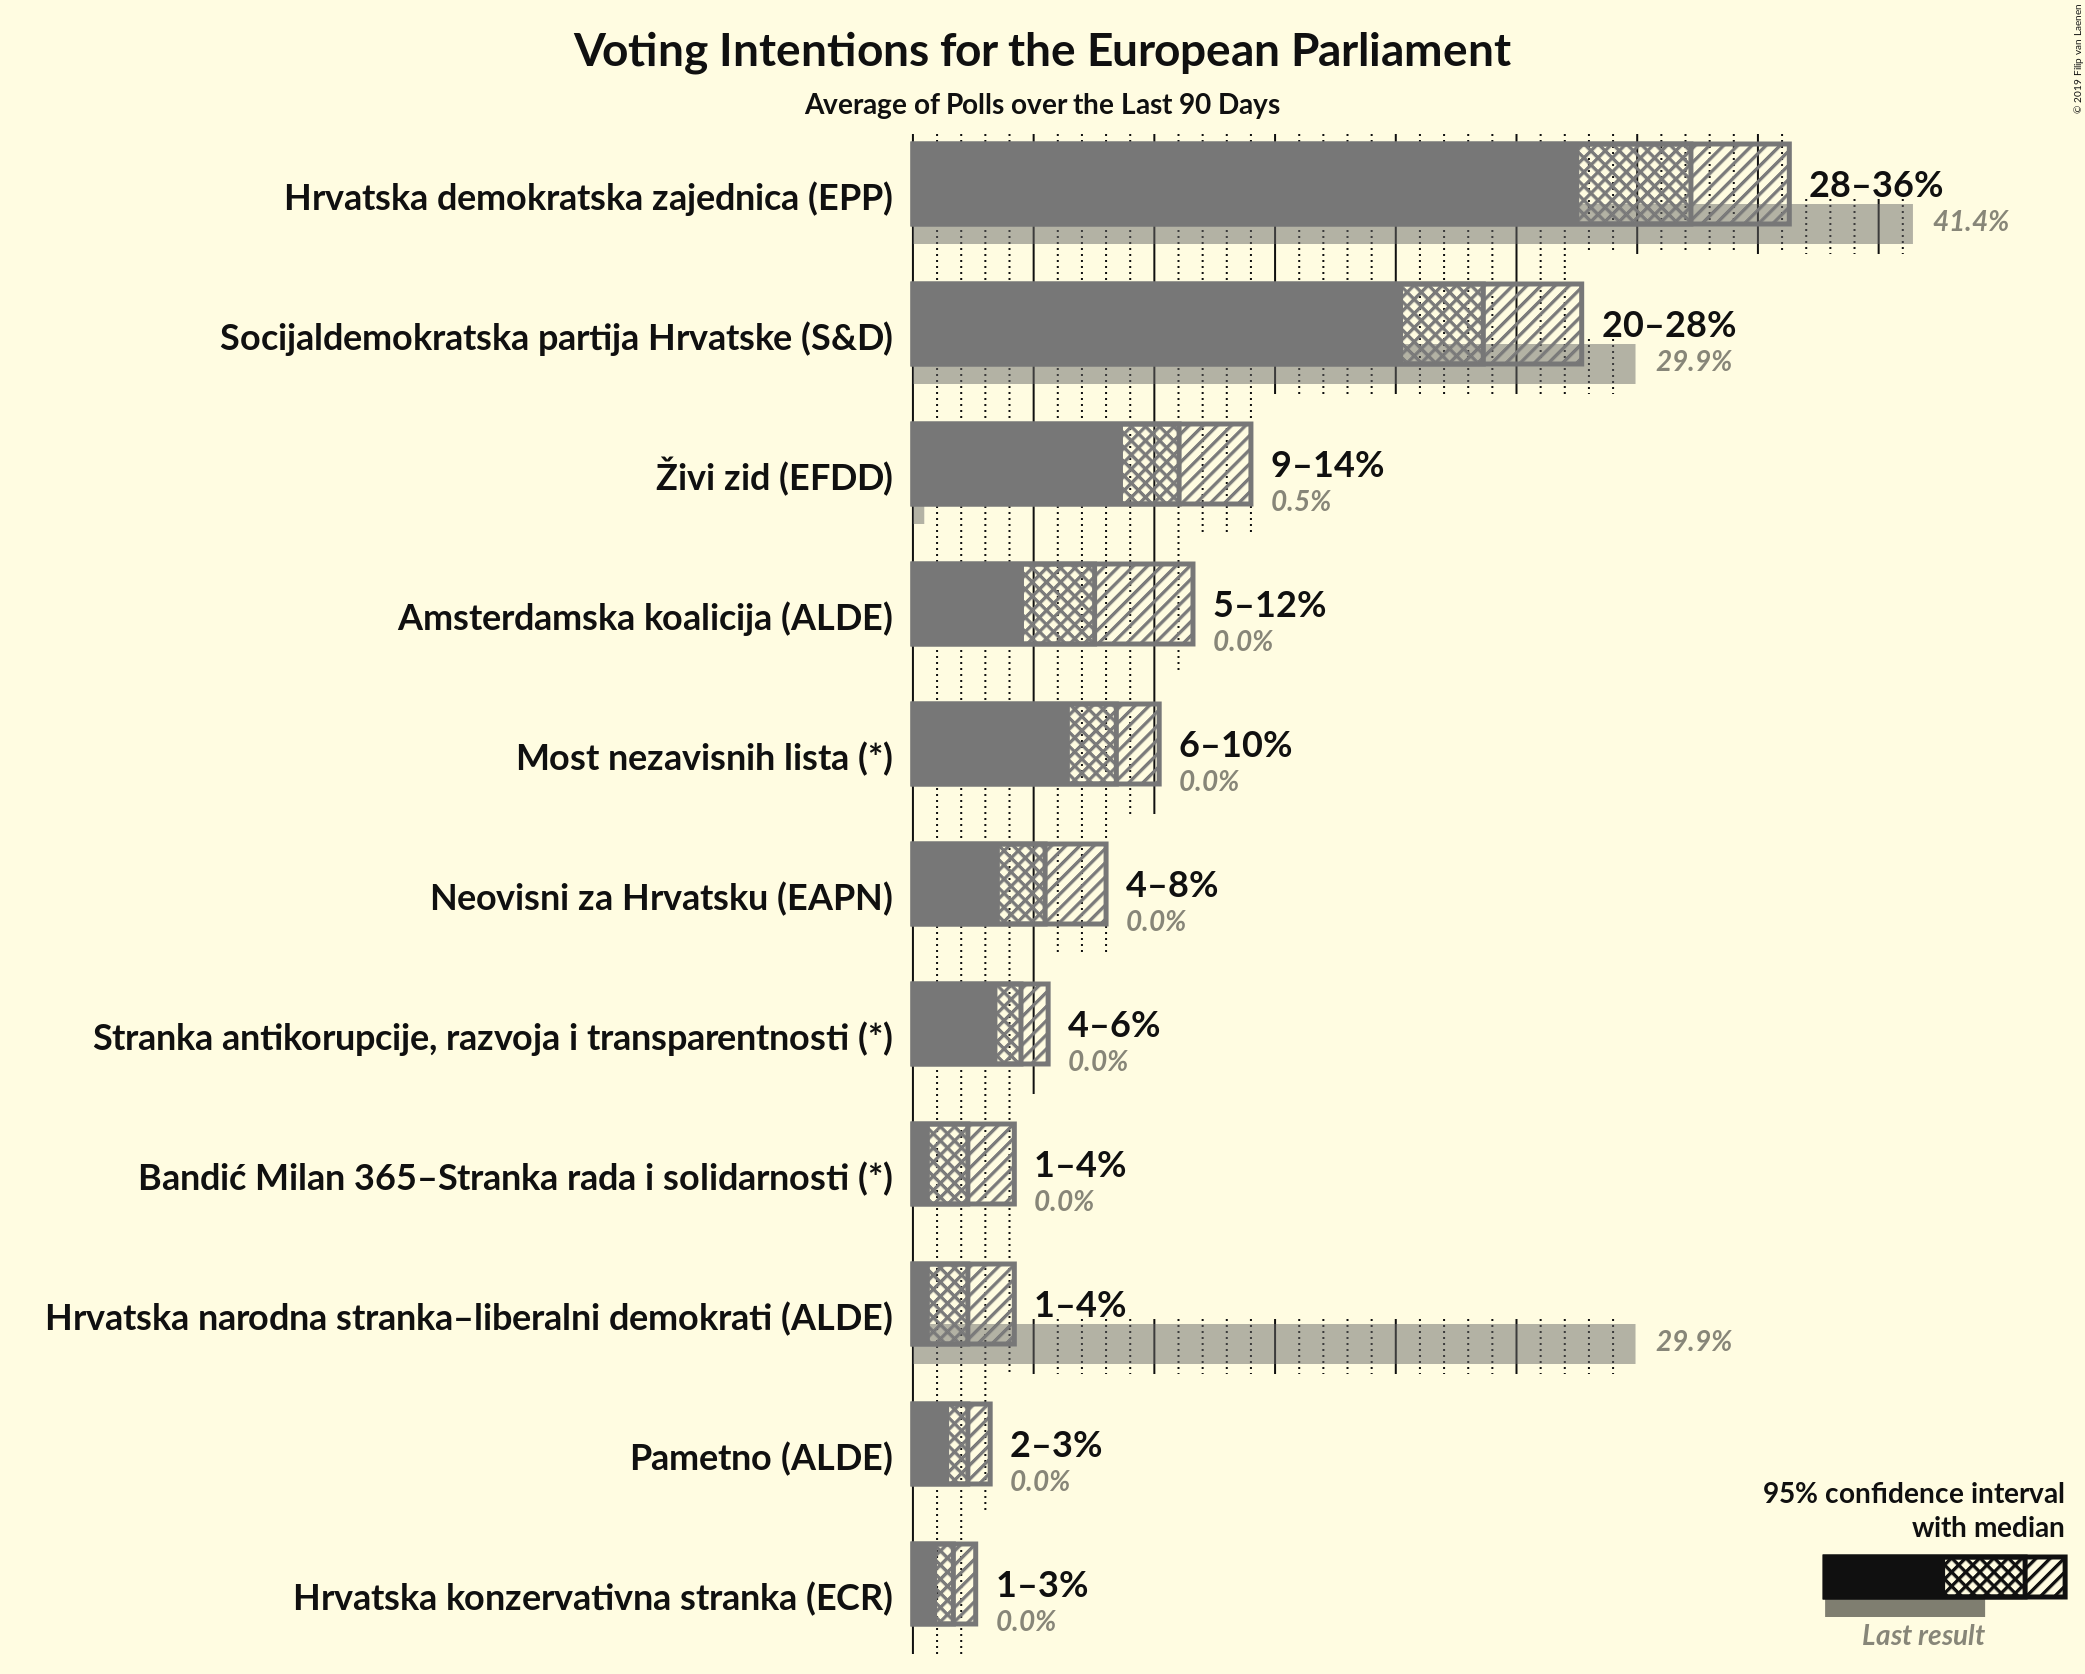 Voting Intentions for the European Parliament
Average of Polls over the Last 90 Days
© 2019 Filip van Laenen
Hrvatska demokratska zajednica (EPP)
28–36%
41.4%
Socijaldemokratska partija Hrvatske (S&D)
20–28%
29.9%
Živi zid (EFDD)
9–14%
0.5%
Amsterdamska koalicija (ALDE)
5–12%
0.0%
Most nezavisnih lista (*)
6–10%
0.0%
Neovisni za Hrvatsku (EAPN)
4–8%
0.0%
Stranka antikorupcije, razvoja i transparentnosti (*)
4–6%
0.0%
Bandić Milan 365–Stranka rada i solidarnosti (*)
1–4%
0.0%
Hrvatska narodna stranka–liberalni demokrati (ALDE)
1–4%
29.9%
Pametno (ALDE)
2–3%
0.0%
Hrvatska konzervativna stranka (ECR)
1–3%
0.0%
95% confidence interval
with median
Last result